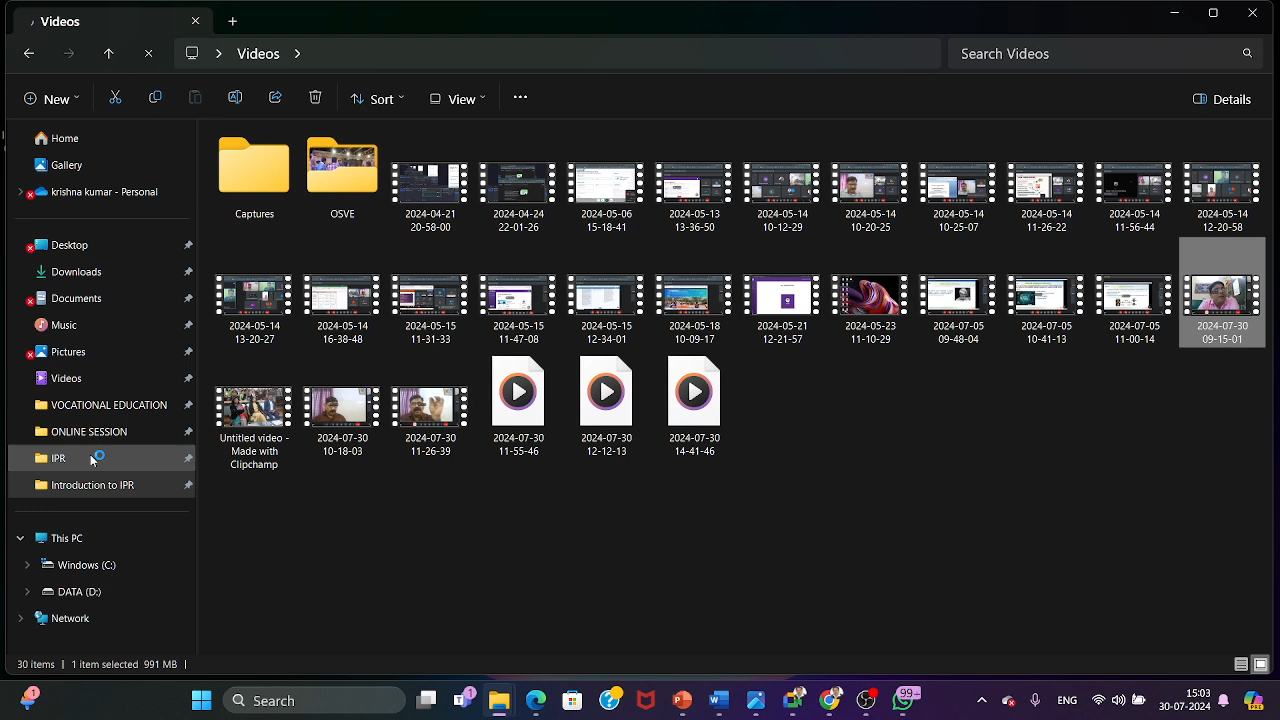 Videos
Videos
Search Videos
New
Sort
View
Details
Home
Gallery
krishna kumar - Personal
Desktop
Downloads
Documents
Music
Pictures
Videos
VOCATIONAL EDUCATION
ONLINE SESSION
IPR
Introduction to IPR
This PC
Windows (C:)
DATA (D:)
Network
Captures
OSVE
2024-04-21
20-58-00
2024-04-24
22-01-26
2024-05-06
15-18-41
2024-05-13
13-36-50
2024-05-14
10-12-29
2024-05-14
10-20-25
2024-05-14
10-25-07
2024-05-14
11-26-22
2024-05-14
11-56-44
2024-05-14
12-20-58
2024-05-14
13-20-27
2024-05-14
16-38-48
2024-05-15
11-31-33
2024-05-15
11-47-08
2024-05-15
12-34-01
2024-05-18
10-09-17
2024-05-21
12-21-57
2024-05-23
11-10-29
2024-07-05
09-48-04
2024-07-05
10-41-13
2024-07-05
11-00-14
2024-07-30
09-15-01
Untitled video -
Made with
Clipchamp
2024-07-30
10-18-03
2024-07-30
11-26-39
2024-07-30
11-55-46
2024-07-30
12-12-13
2024-07-30
14-41-46
30 items
1 item selected 991 MB
1
Search
1
99+
ENG
15:03
30-07-2024